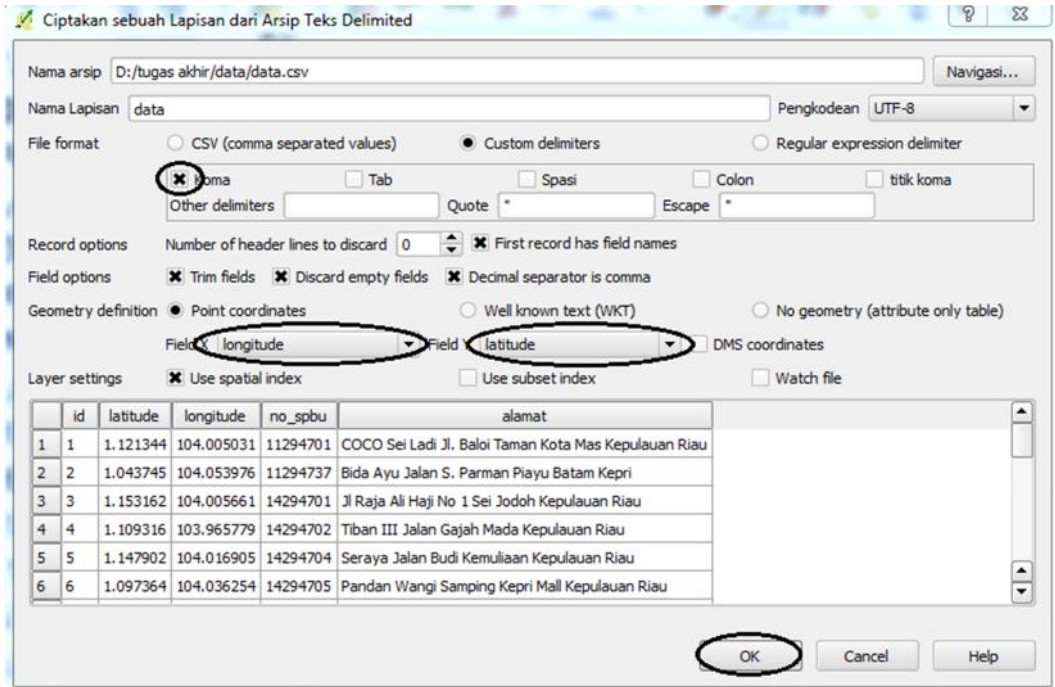 Ciptakan sebuah Lapisan dari Arsip Teks Delimited
Nama arsip D:/tugas akhir/data/data.csv Navigasi...
Nama Lapisan data Pengkodean UTF-8
File format CSV (comma separated values) Custom delimiters Regular expression delimiter
Koma Tab Spasi Colon titik koma
Other delimiters Quote " Escape "
Record options Number of header lines to discard 0 First record has field names
Field options Trim fields Discard empty fields Decimal separator is comma
Geometry definition Point coordinates Well known text (WKT) No geometry (attribute only table)
Field X longitude Field Y latitude DMS coordinates
Layer settings Use spatial index Use subset index Watch file
id latitude longitude no_spbu alamat
1 1 1.121344 104.005031 11294701 COCO Sei Ladi Jl. Baloi Taman Kota Mas Kepulauan Riau
2 2 1.043745 104.053976 11294737 Bida Ayu Jalan S. Parman Piayu Batam Kepri
3 3 1.153162 104.005661 14294701 Jl Raja Ali Haji No 1 Sei Jodoh Kepulauan Riau
4 4 1.109316 103.965779 14294702 Tiban III Jalan Gajah Mada Kepulauan Riau
5 5 1.147902 104.016905 14294704 Seraya Jalan Budi Kemuliaan Kepulauan Riau
6 6 1.097364 104.036254 14294705 Pandan Wangi Samping Kepri Mall Kepulauan Riau
OK Cancel Help